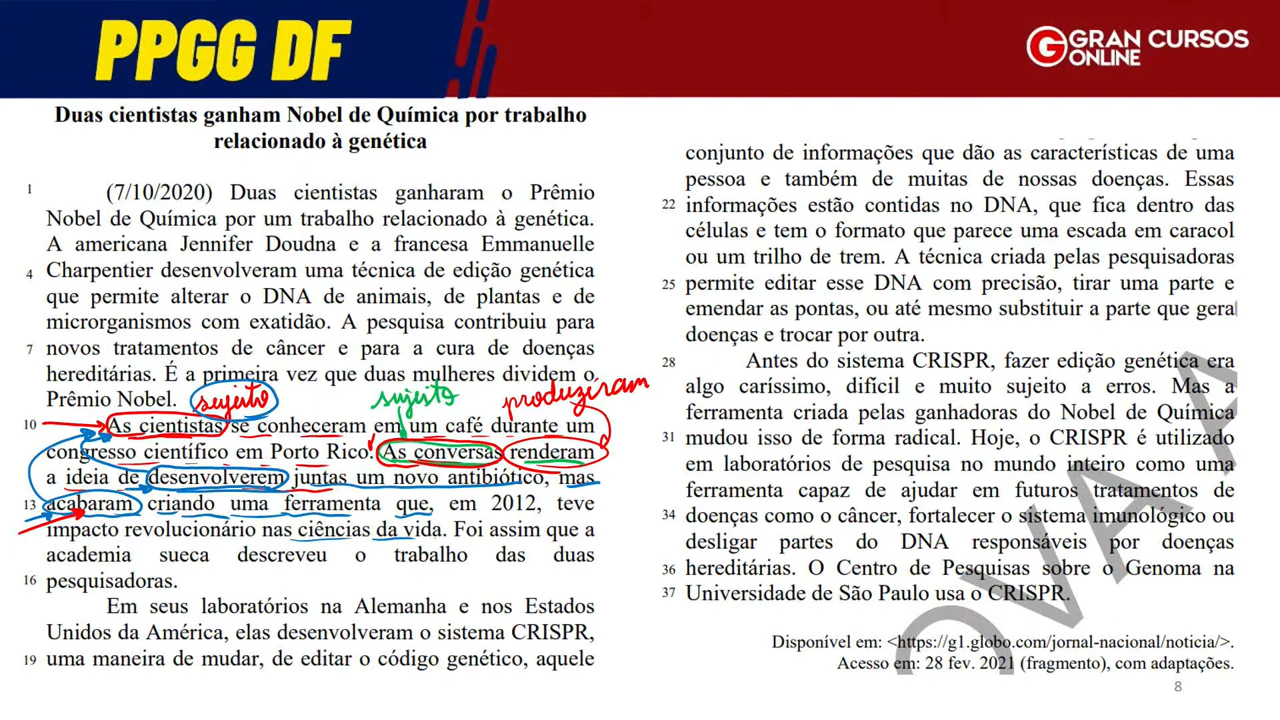 PPGG DF
GRAN CURSOS
ONLINE
Duas cientistas ganham Nobel de Química por trabalho
relacionado à genética
1 (7/10/2020) Duas cientistas ganharam o Prêmio
Nobel de Química por um trabalho relacionado à genética.
A americana Jennifer Doudna e a francesa Emmanuelle
4 Charpentier desenvolveram uma técnica de edição genética
que permite alterar o DNA de animais, de plantas e de
microrganismos com exatidão. A pesquisa contribuiu para
7 novos tratamentos de câncer e para a cura de doenças
hereditárias. É a primeira vez que duas mulheres dividem o
Prêmio Nobel.
sujeito
sujeito
produziram
10 As cientistas se conheceram em um café durante um
congresso científico em Porto Rico. As conversas renderam
a ideia de desenvolverem juntas um novo antibiótico, mas
13 acabaram criando uma ferramenta que, em 2012, teve
impacto revolucionário nas ciências da vida. Foi assim que a
academia sueca descreveu o trabalho das duas
16 pesquisadoras.
Em seus laboratórios na Alemanha e nos Estados
Unidos da América, elas desenvolveram o sistema CRISPR,
19 uma maneira de mudar, de editar o código genético, aquele
conjunto de informações que dão as características de uma
pessoa e também de muitas de nossas doenças. Essas
22 informações estão contidas no DNA, que fica dentro das
células e tem o formato que parece uma escada em caracol
ou um trilho de trem. A técnica criada pelas pesquisadoras
25 permite editar esse DNA com precisão, tirar uma parte e
emendar as pontas, ou até mesmo substituir a parte que gera
doenças e trocar por outra.
28 Antes do sistema CRISPR, fazer edição genética era
algo caríssimo, difícil e muito sujeito a erros. Mas a
ferramenta criada pelas ganhadoras do Nobel de Química
31 mudou isso de forma radical. Hoje, o CRISPR é utilizado
em laboratórios de pesquisa no mundo inteiro como uma
ferramenta capaz de ajudar em futuros tratamentos de
34 doenças como o câncer, fortalecer o sistema imunológico ou
desligar partes do DNA responsáveis por doenças
36 hereditárias. O Centro de Pesquisas sobre o Genoma na
37 Universidade de São Paulo usa o CRISPR.
Disponível em: <https://g1.globo.com/jornal-nacional/noticia/>.
Acesso em: 28 fev. 2021 (fragmento), com adaptações.
8